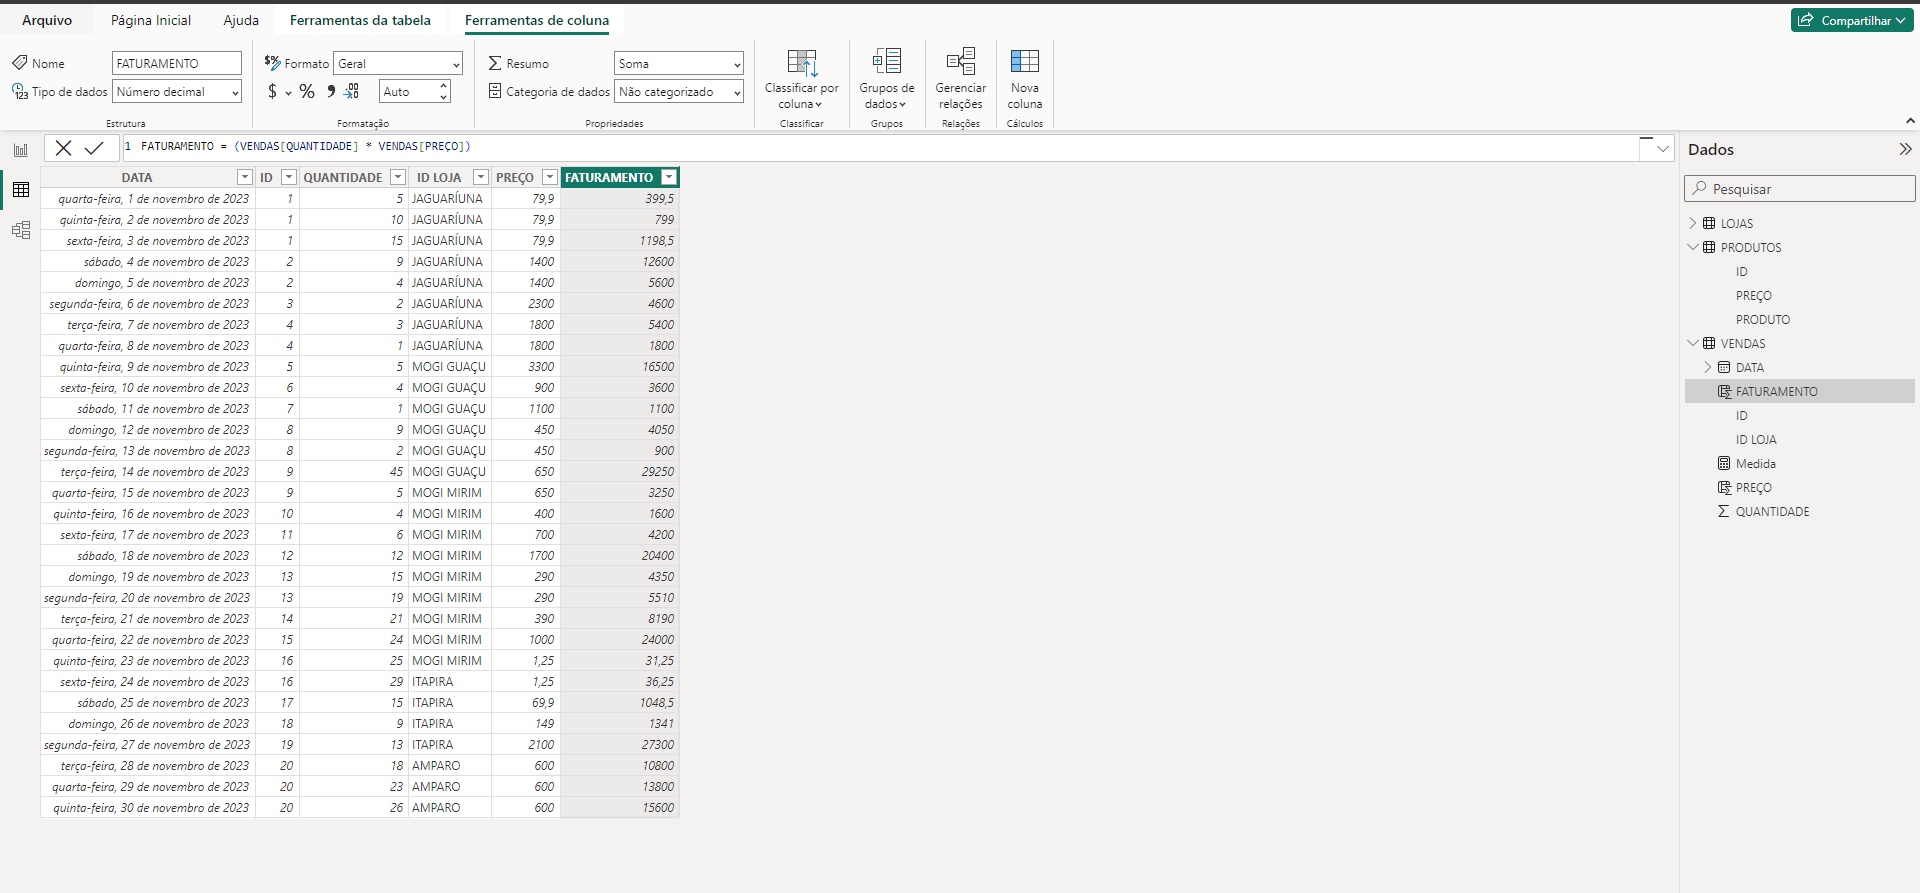 Arquivo Página Inicial Ajuda Ferramentas da tabela Ferramentas de coluna Compartilhar
Nome FATURAMENTO
Tipo de dados Número decimal
Estrutura
$% Formato Geral
$ % Auto
Formatação
Resumo Soma
Categoria de dados Não categorizado
Propriedades
Classificar por coluna
Classificar
Grupos de dados
Grupos
Gerenciar relações
Relações
Nova coluna
Cálculos
1 FATURAMENTO = (VENDAS[QUANTIDADE] * VENDAS[PREÇO])
DATA ID QUANTIDADE ID LOJA PREÇO FATURAMENTO
quarta-feira, 1 de novembro de 2023 1 5 JAGUARÍUNA 79,9 399,5
quinta-feira, 2 de novembro de 2023 1 10 JAGUARÍUNA 79,9 799
sexta-feira, 3 de novembro de 2023 1 15 JAGUARÍUNA 79,9 1198,5
sábado, 4 de novembro de 2023 2 9 JAGUARÍUNA 1400 12600
domingo, 5 de novembro de 2023 2 4 JAGUARÍUNA 1400 5600
segunda-feira, 6 de novembro de 2023 3 2 JAGUARÍUNA 2300 4600
terça-feira, 7 de novembro de 2023 4 3 JAGUARÍUNA 1800 5400
quarta-feira, 8 de novembro de 2023 4 1 JAGUARÍUNA 1800 1800
quinta-feira, 9 de novembro de 2023 5 5 MOGI GUAÇU 3300 16500
sexta-feira, 10 de novembro de 2023 6 4 MOGI GUAÇU 900 3600
sábado, 11 de novembro de 2023 7 1 MOGI GUAÇU 1100 1100
domingo, 12 de novembro de 2023 8 9 MOGI GUAÇU 450 4050
segunda-feira, 13 de novembro de 2023 8 2 MOGI GUAÇU 450 900
terça-feira, 14 de novembro de 2023 9 45 MOGI GUAÇU 650 29250
quarta-feira, 15 de novembro de 2023 9 5 MOGI MIRIM 650 3250
quinta-feira, 16 de novembro de 2023 10 4 MOGI MIRIM 400 1600
sexta-feira, 17 de novembro de 2023 11 6 MOGI MIRIM 700 4200
sábado, 18 de novembro de 2023 12 12 MOGI MIRIM 1700 20400
domingo, 19 de novembro de 2023 13 15 MOGI MIRIM 290 4350
segunda-feira, 20 de novembro de 2023 13 19 MOGI MIRIM 290 5510
terça-feira, 21 de novembro de 2023 14 21 MOGI MIRIM 390 8190
quarta-feira, 22 de novembro de 2023 15 24 MOGI MIRIM 1000 24000
quinta-feira, 23 de novembro de 2023 16 25 MOGI MIRIM 1,25 31,25
sexta-feira, 24 de novembro de 2023 16 29 ITAPIRA 1,25 36,25
sábado, 25 de novembro de 2023 17 15 ITAPIRA 69,9 1048,5
domingo, 26 de novembro de 2023 18 9 ITAPIRA 149 1341
segunda-feira, 27 de novembro de 2023 19 13 ITAPIRA 2100 27300
terça-feira, 28 de novembro de 2023 20 18 AMPARO 600 10800
quarta-feira, 29 de novembro de 2023 20 23 AMPARO 600 13800
quinta-feira, 30 de novembro de 2023 20 26 AMPARO 600 15600
Dados
Pesquisar
LOJAS
PRODUTOS
ID
PREÇO
PRODUTO
VENDAS
DATA
FATURAMENTO
ID
ID LOJA
Medida
PREÇO
QUANTIDADE